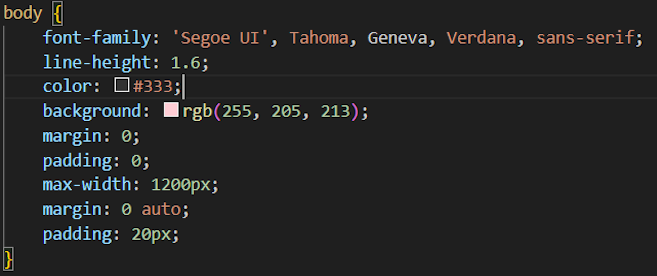 body {
font-family: 'Segoe UI', Tahoma, Geneva, Verdana, sans-serif;
line-height: 1.6;
color: #333;
background: rgb(255, 205, 213);
margin: 0;
padding: 0;
max-width: 1200px;
margin: 0 auto;
padding: 20px;
}